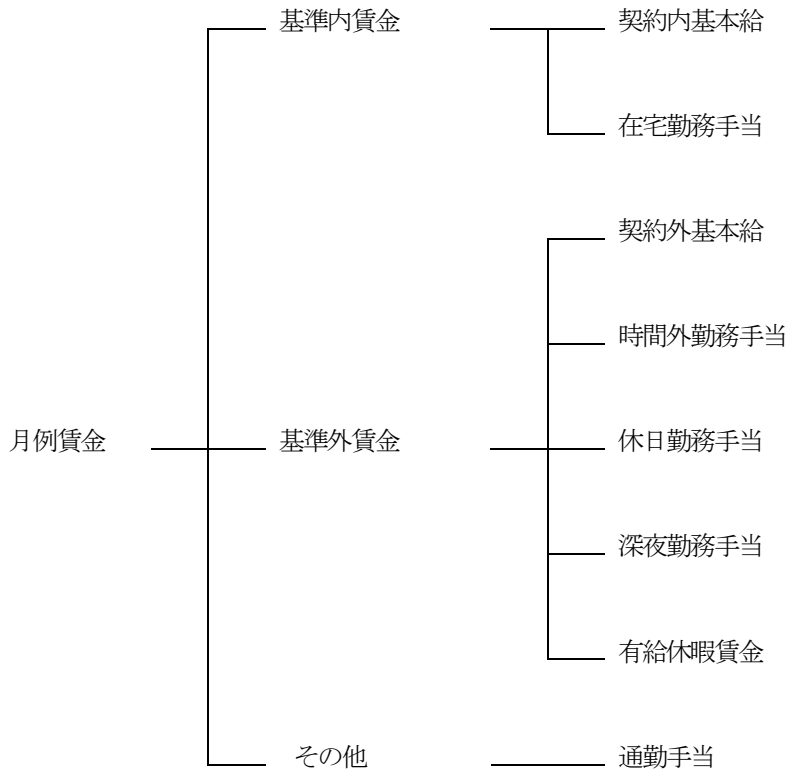 基準内賃金 契約内基本給
在宅勤務手当
契約外基本給
時間外勤務手当
月例賃金 基準外賃金 休日勤務手当
深夜勤務手当
有給休暇賃金
その他 通勤手当